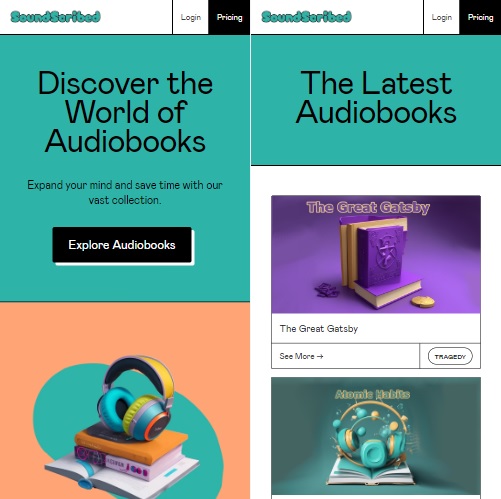 SoundScribed
Login
Pricing
Discover the
World of
Audiobooks
Expand your mind and save time with our
vast collection.
Explore Audiobooks
SoundScribed
Login
Pricing
The Latest
Audiobooks
The Great Gatsby
The Great Gatsby
See More →
TRAGEDY
Atomic Habits